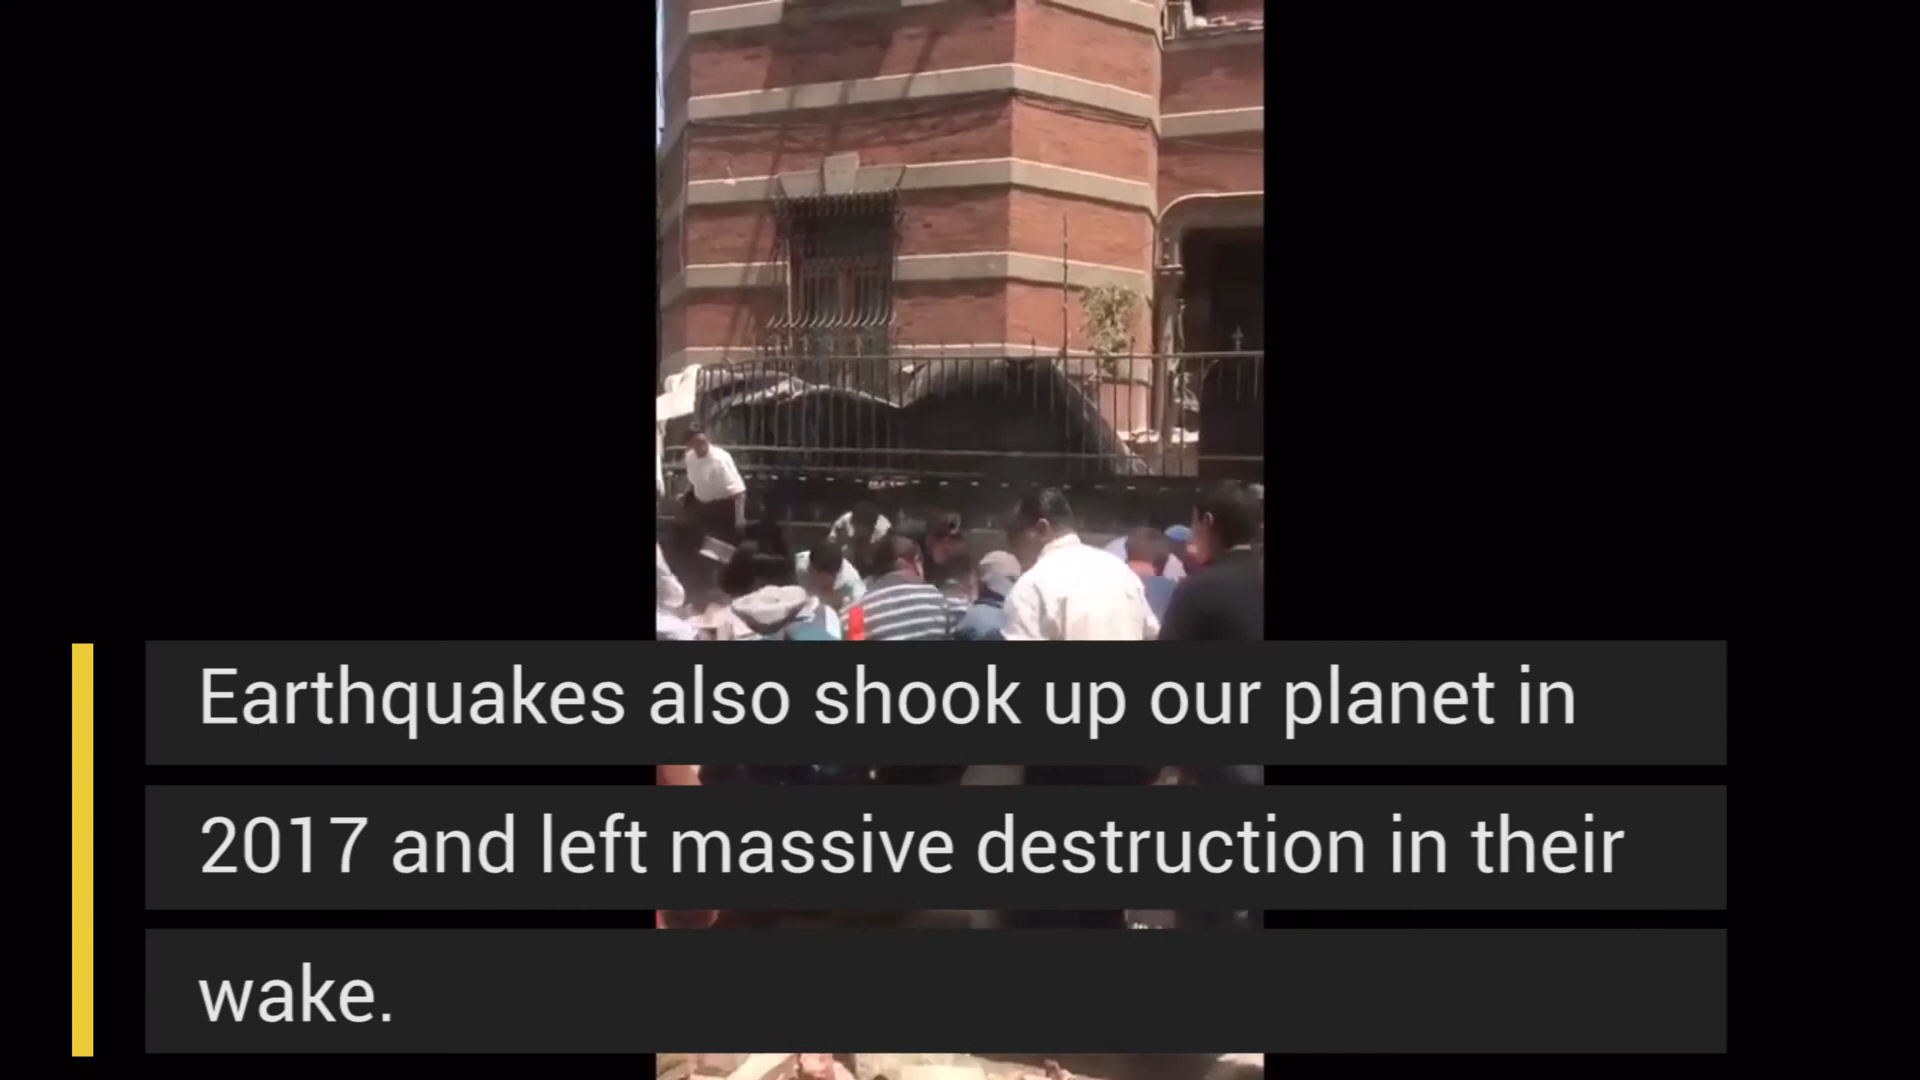 Earthquakes also shook up our planet in
2017 and left massive destruction in their
wake.